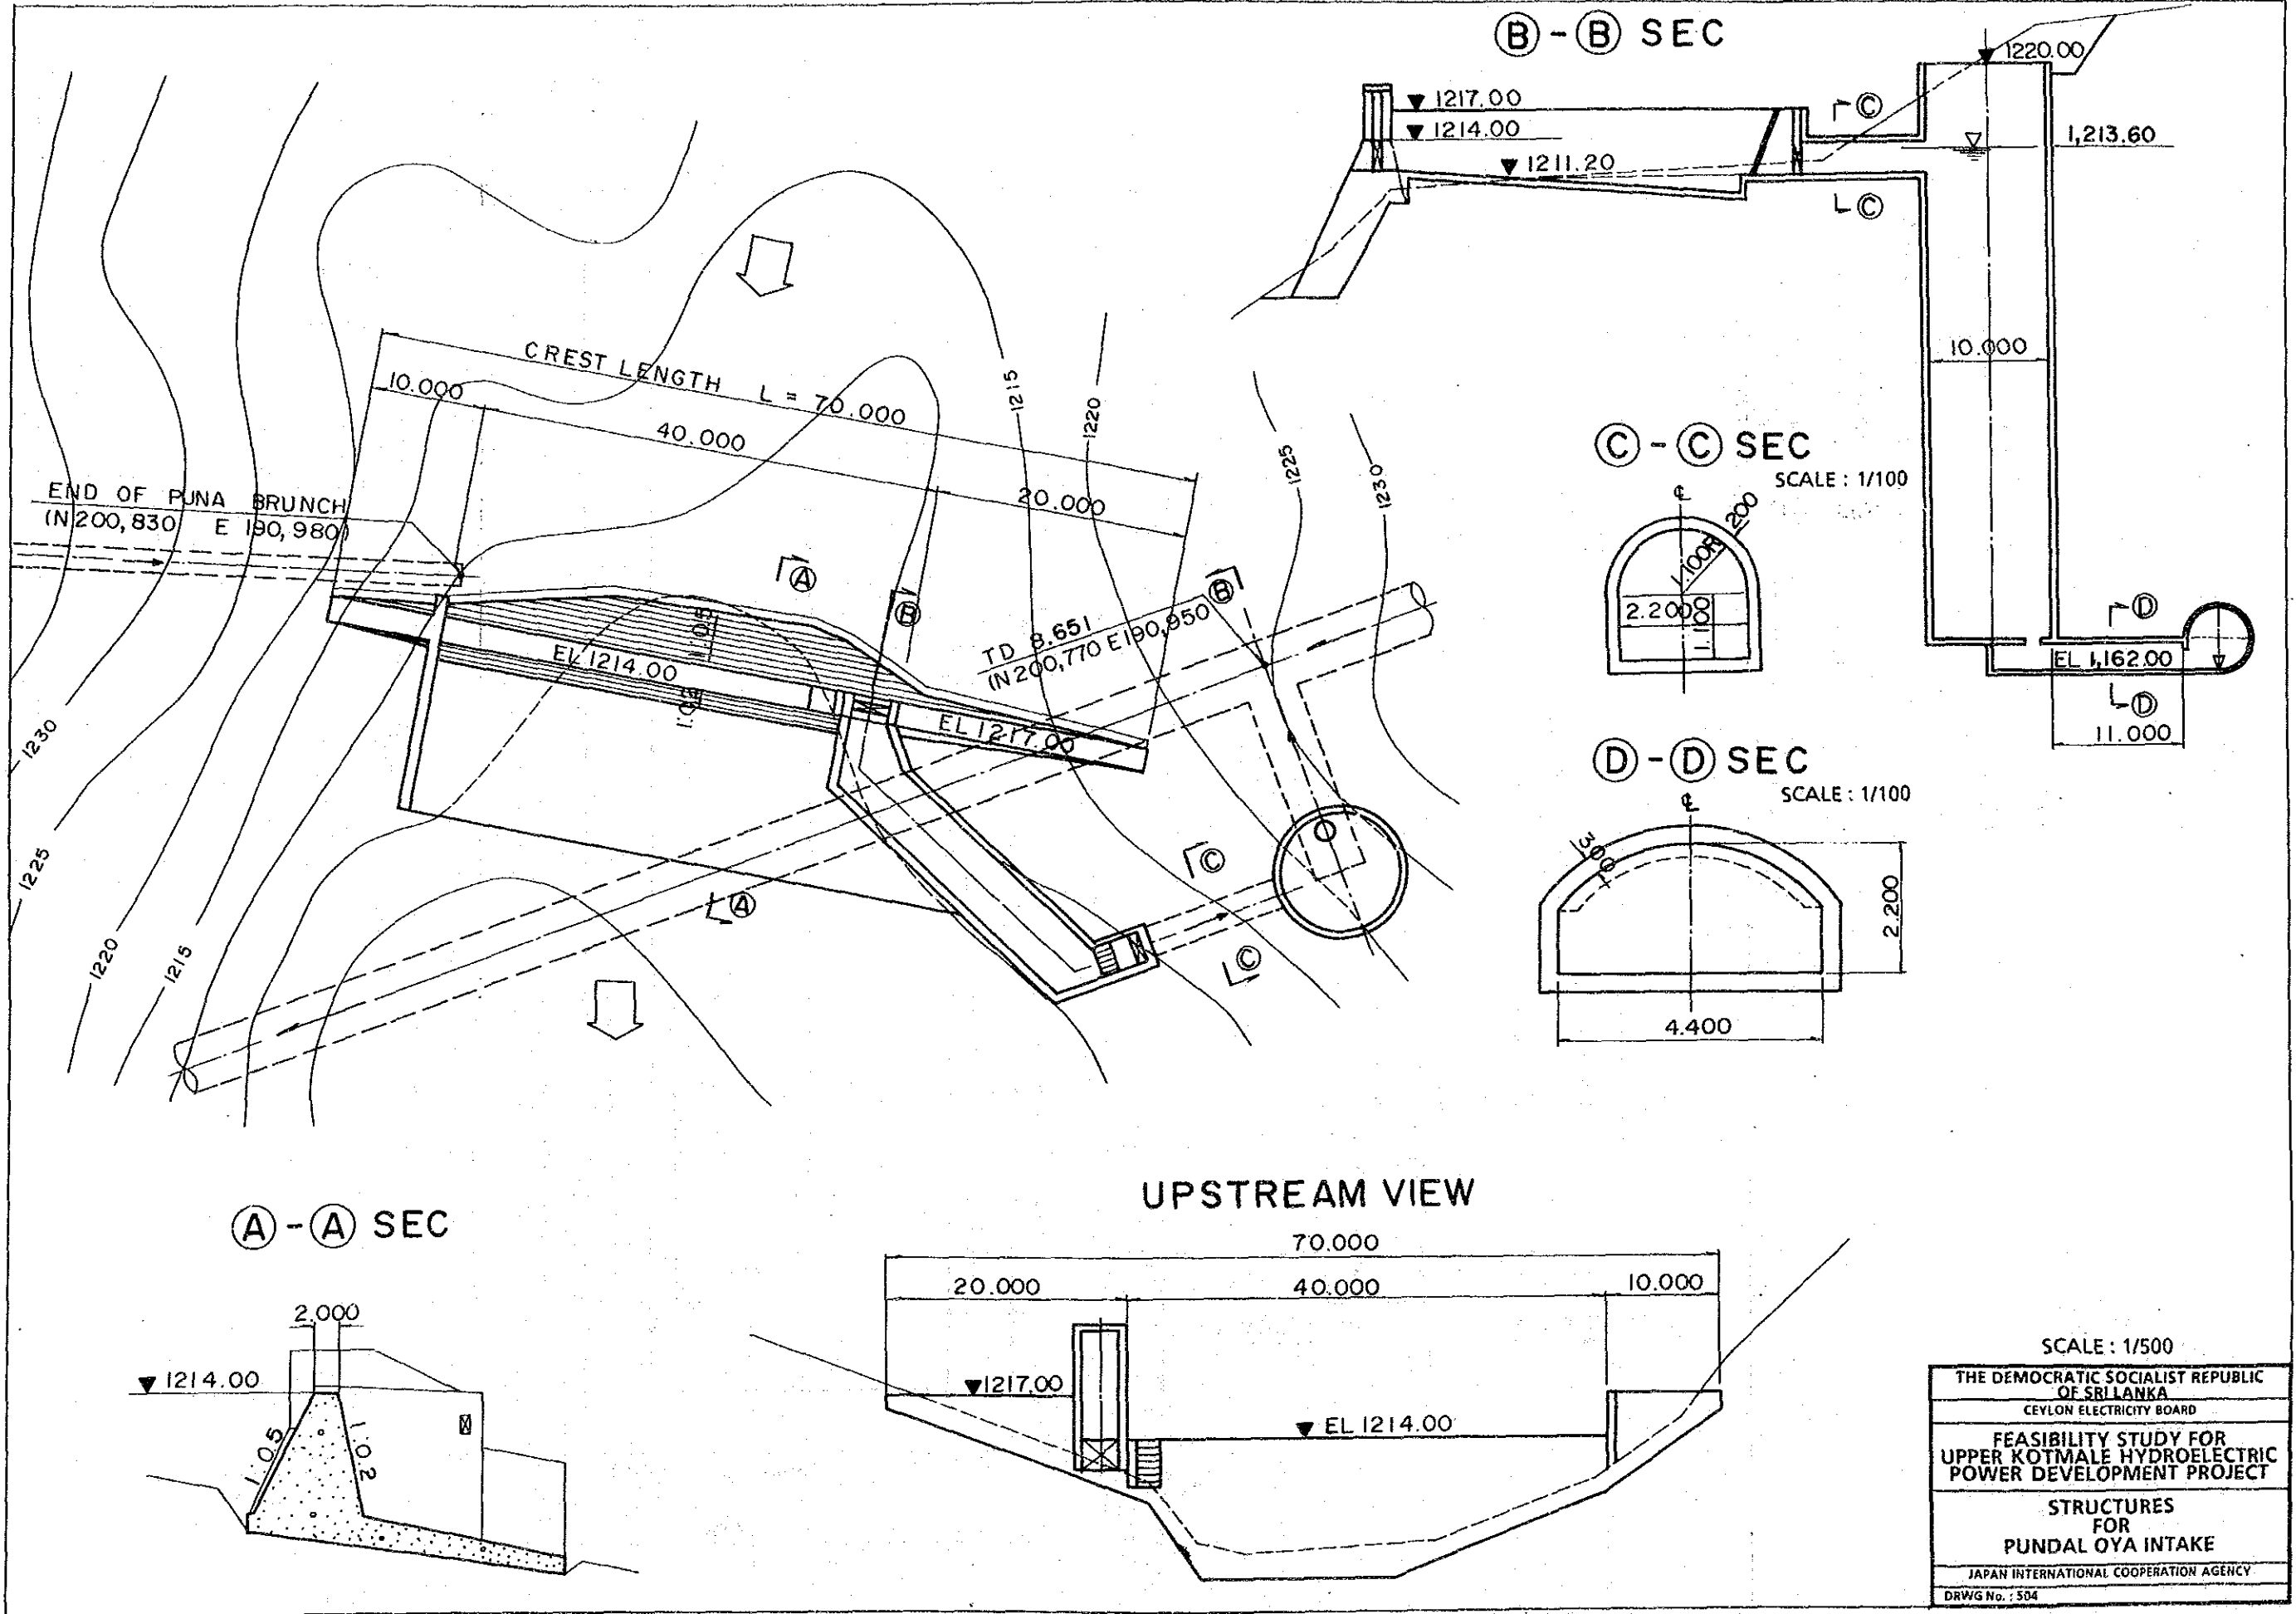 Ⓑ - Ⓑ SEC
1220.00
1217.00
1214.00
1211.20
Ⓒ
Ⓒ
1,213.60
10.000
EL 1,162.00
Ⓓ
Ⓓ
11.000
CREST LENGTH L = 70.000
10.000
40.000
20.000
1215
1220
1225
1230
END OF PUNA BRUNCH
(N 200,830 E 190,980)
Ⓐ
Ⓑ
Ⓑ
TD 8.651
(N 200,770 E 190,950
1:0.5
EL 1214.00
1:0.2
EL 1217.00
Ⓐ
Ⓒ
Ⓒ
1230
1225
1220
1215
Ⓒ - Ⓒ SEC
SCALE : 1/100
℄
200
1.100R
2.200
1.100
Ⓓ - Ⓓ SEC
SCALE : 1/100
℄
300
2.200
4.400
Ⓐ - Ⓐ SEC
2.000
1214.00
1:0.5
1:0.2
UPSTREAM VIEW
70.000
20.000
40.000
10.000
1217.00
EL 1214.00
SCALE : 1/500
THE DEMOCRATIC SOCIALIST REPUBLIC
OF SRI LANKA
CEYLON ELECTRICITY BOARD
FEASIBILITY STUDY FOR
UPPER KOTMALE HYDROELECTRIC
POWER DEVELOPMENT PROJECT
STRUCTURES
FOR
PUNDAL OYA INTAKE
JAPAN INTERNATIONAL COOPERATION AGENCY
DRWG No. : 504